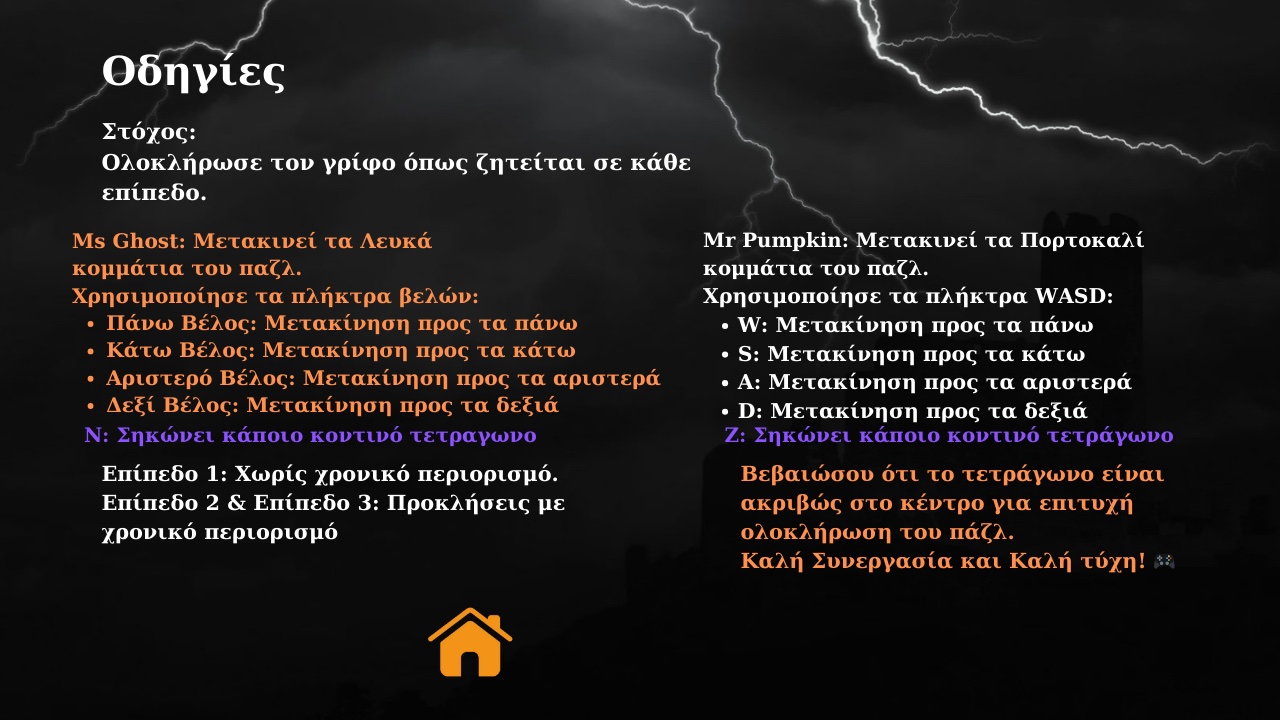 Οδηγίες
Στόχος:
Ολοκλήρωσε τον γρίφο όπως ζητείται σε κάθε
επίπεδο.
Ms Ghost: Μετακινεί τα Λευκά
κομμάτια του παζλ.
Χρησιμοποίησε τα πλήκτρα βελών:
• Πάνω Βέλος: Μετακίνηση προς τα πάνω
• Κάτω Βέλος: Μετακίνηση προς τα κάτω
• Αριστερό Βέλος: Μετακίνηση προς τα αριστερά
• Δεξί Βέλος: Μετακίνηση προς τα δεξιά
N: Σηκώνει κάποιο κοντινό τετραγωνο
Mr Pumpkin: Μετακινεί τα Πορτοκαλί
κομμάτια του παζλ.
Χρησιμοποίησε τα πλήκτρα WASD:
• W: Μετακίνηση προς τα πάνω
• S: Μετακίνηση προς τα κάτω
• A: Μετακίνηση προς τα αριστερά
• D: Μετακίνηση προς τα δεξιά
Z: Σηκώνει κάποιο κοντινό τετράγωνο
Επίπεδο 1: Χωρίς χρονικό περιορισμό.
Επίπεδο 2 & Επίπεδο 3: Προκλήσεις με
χρονικό περιορισμό
Βεβαιώσου ότι το τετράγωνο είναι
ακριβώς στο κέντρο για επιτυχή
ολοκλήρωση του πάζλ.
Καλή Συνεργασία και Καλή τύχη! 🎮